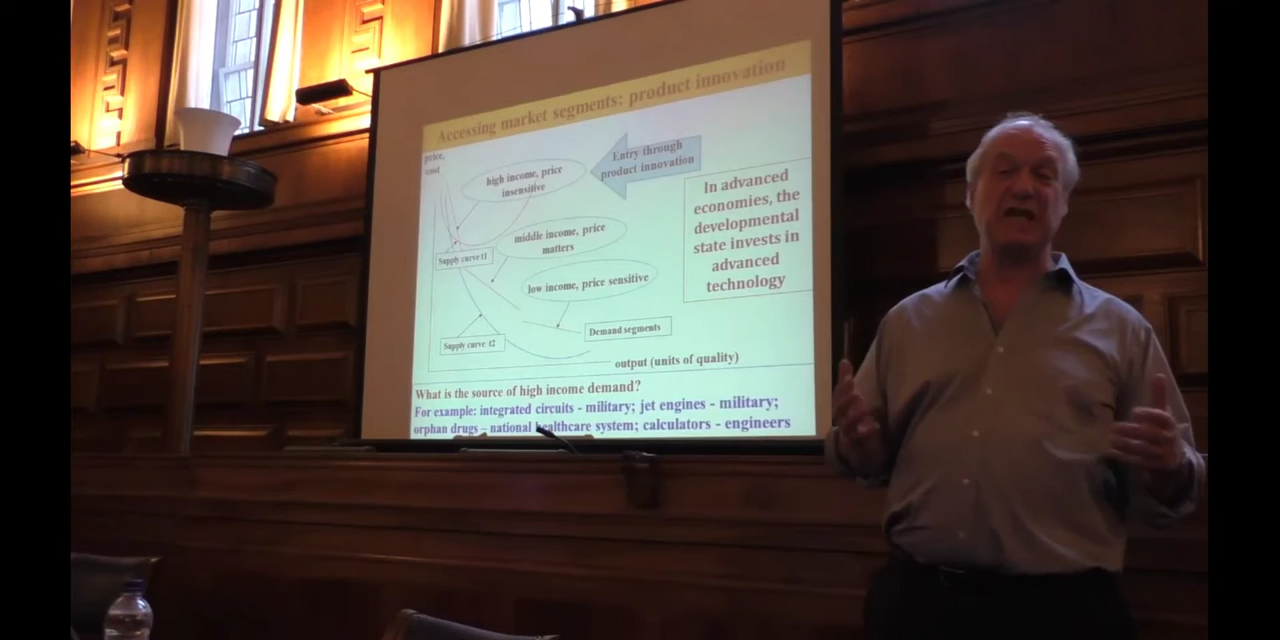 Accessing market segments: product innovation
price,
cost
high income, price
insensitive
Entry through
product innovation
In advanced
economies, the
developmental
state invests in
advanced
technology
middle income, price
matters
Supply curve t1
low income, price sensitive
Demand segments
Supply curve t2
output (units of quality)
What is the source of high income demand?
For example: integrated circuits - military; jet engines - military;
orphan drugs – national healthcare system; calculators - engineers